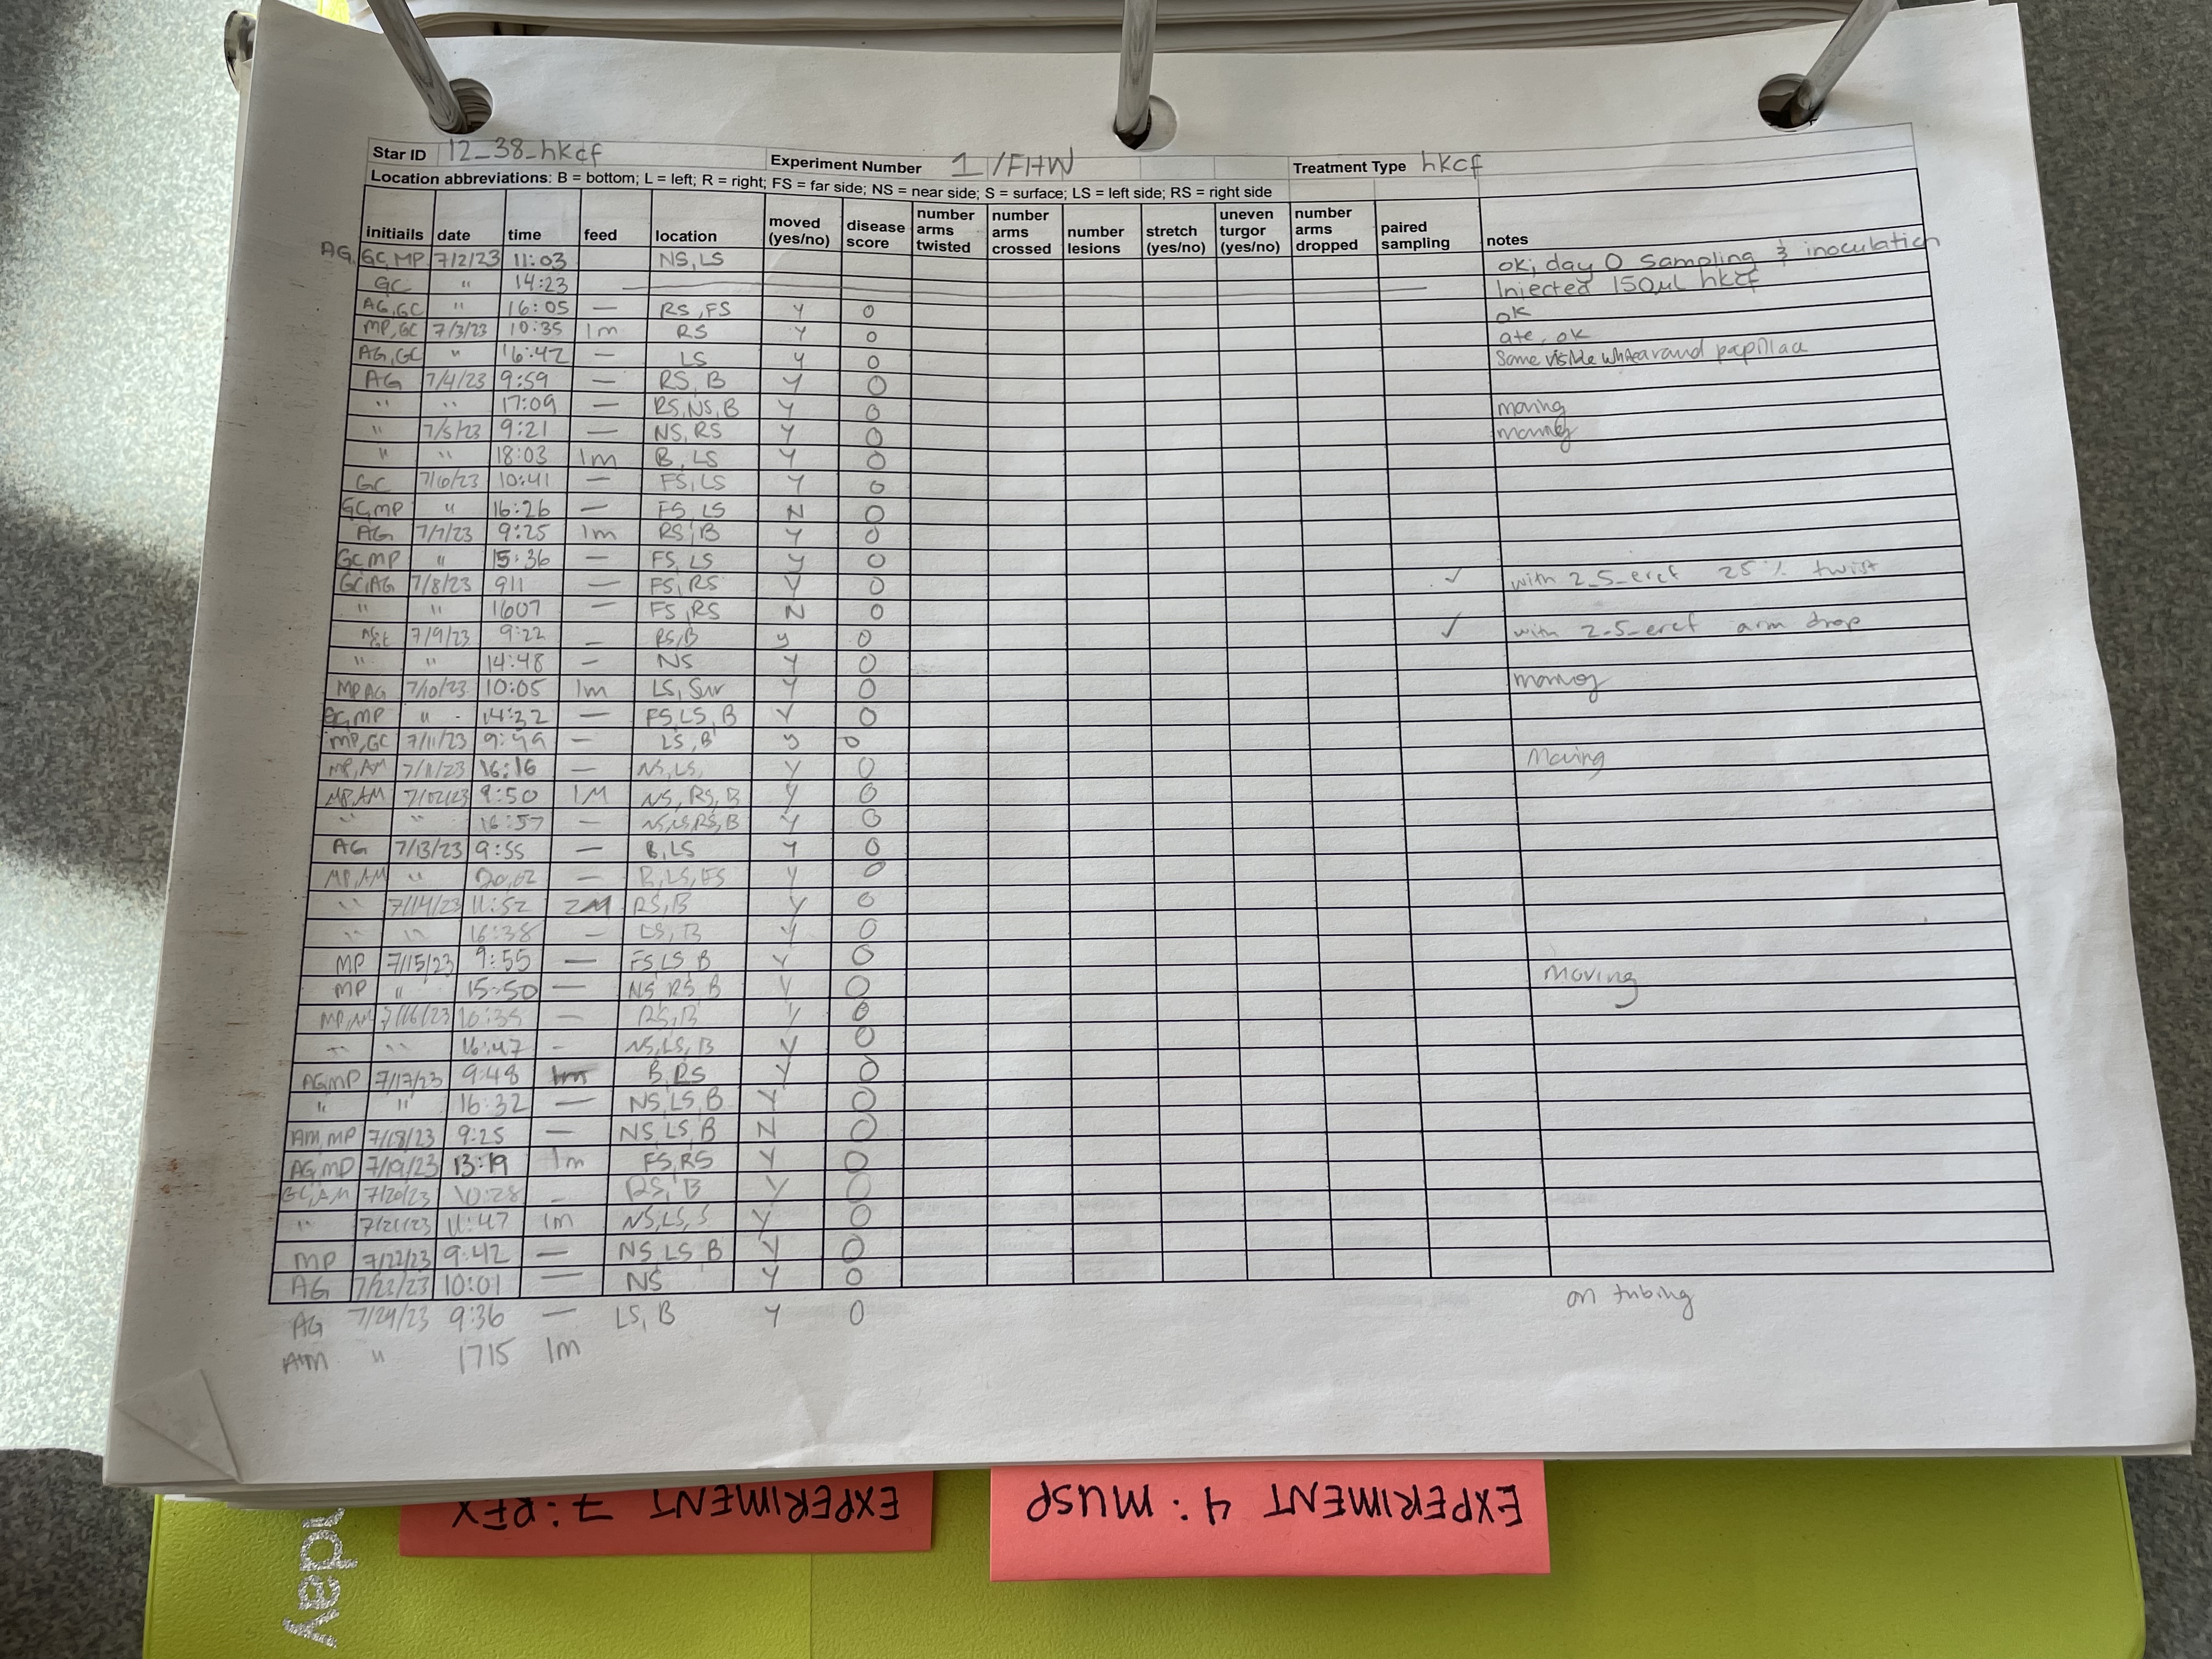 Star ID 12_38_hkcf Experiment Number 1/FHW Treatment Type hkcf
Location abbreviations: B = bottom; L = left; R = right; FS = far side; NS = near side; S = surface; LS = left side; RS = right side
initiails date time feed location moved (yes/no) disease score number arms twisted number arms crossed number lesions stretch (yes/no) uneven turgor (yes/no) number arms dropped paired sampling notes
AG, GC, MP 7/2/23 11:03 NS, LS ok; day 0 sampling & inoculation
GC " 14:23 Injected 150µl hkcf
AG, GC " 16:05 — RS, FS Y 0 ok
MP, GC 7/3/23 10:35 1m RS Y 0 ate, ok
AG, GC " 16:42 — LS Y 0 Some visible white around papillae
AG 7/4/23 9:59 — RS, B Y 0
" " 17:09 — RS, NS, B Y 0 moving
" 7/5/23 9:21 — NS, RS Y 0 moving
" " 18:03 1m B, LS Y 0
GC 7/6/23 10:41 — FS, LS Y 0
GC, MP " 16:26 — FS, LS N 0
AG 7/7/23 9:25 1m RS, B Y 0
GC, MP " 15:36 — FS, LS Y 0
GC, AG 7/8/23 911 — FS, RS Y 0 ✓ with 2_5_ercf 25% twist
" " 1607 — FS, RS N 0
7/9/23 9:22 — RS, B y 0 ✓ with 2-5-ercf arm drop
" " 14:48 — NS Y 0
MP, AG 7/10/23 10:05 1m LS, Sur Y 0 moving
MP " 14:32 — FS, LS, B Y 0
MP, GC 7/11/23 9:49 — LS, B y 0
MP, AM 7/11/23 16:16 — NS, LS, Y 0 Moving
MP, AM 9:50 1M NS, RS, B Y 0
" " 16:57 — NS, LS, RS, B Y 0
AG 7/13/23 9:55 — B, LS Y 0
MP, AM " — LS, Y 0
" 7/14/23 11:52 2M RS, B Y 0
" " 16:38 — LS, B Y 0
MP 7/15/23 9:55 — FS, LS B Y 0
MP " 15:50 — NS RS B Y 0 Moving
MP, AM 7/16/23 — RS, B Y 0
" " 16:47 - NS, LS, B Y 0
AG, MP 7/17/23 9:48 B, RS Y 0
" " 16:32 — NS, LS, B Y 0
AM, MP 7/18/23 9:25 — NS, LS, B N 0
AG, MP 7/19/23 13:19 1m FS, RS Y 0
GC, AM 7/20/23 10:28 — RS, B Y 0
" 7/21/23 11:47 1m NS, LS, S Y 0
MP 7/22/23 9:42 — NS, LS, B Y 0
AG 10:01 — NS Y 0 on tubing
AG 7/24/23 9:36 — LS, B Y 0
AM " 1715 1m
EXPERIMENT 7: PFX
EXPERIMENT 4: MUSP
day